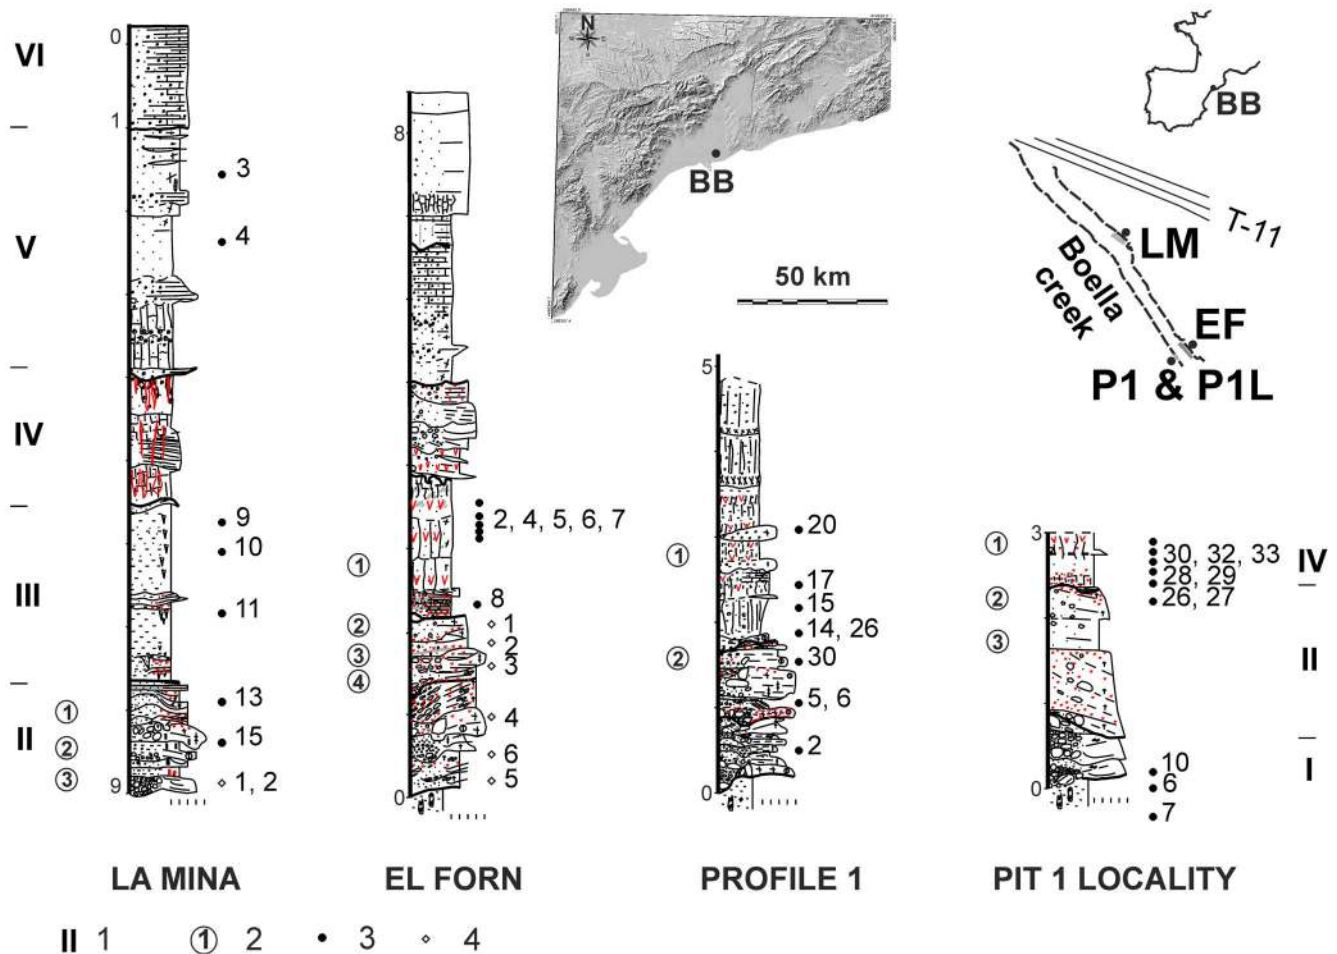 VI
V
IV
III
II
0
1
9
3
4
9
10
11
13
15
1, 2
①
②
③
LA MINA
8
0
2, 4, 5, 6, 7
8
1
2
3
4
6
5
①
②
③
④
EL FORN
N
BB
50 km
BB
T-11
LM
Boella
creek
EF
P1 & P1L
5
0
20
17
15
14, 26
30
5, 6
2
①
②
PROFILE 1
3
0
①
②
③
30, 32, 33
28, 29
26, 27
10
6
7
IV
II
I
PIT 1 LOCALITY
II 1 ① 2 • 3 ⋄ 4